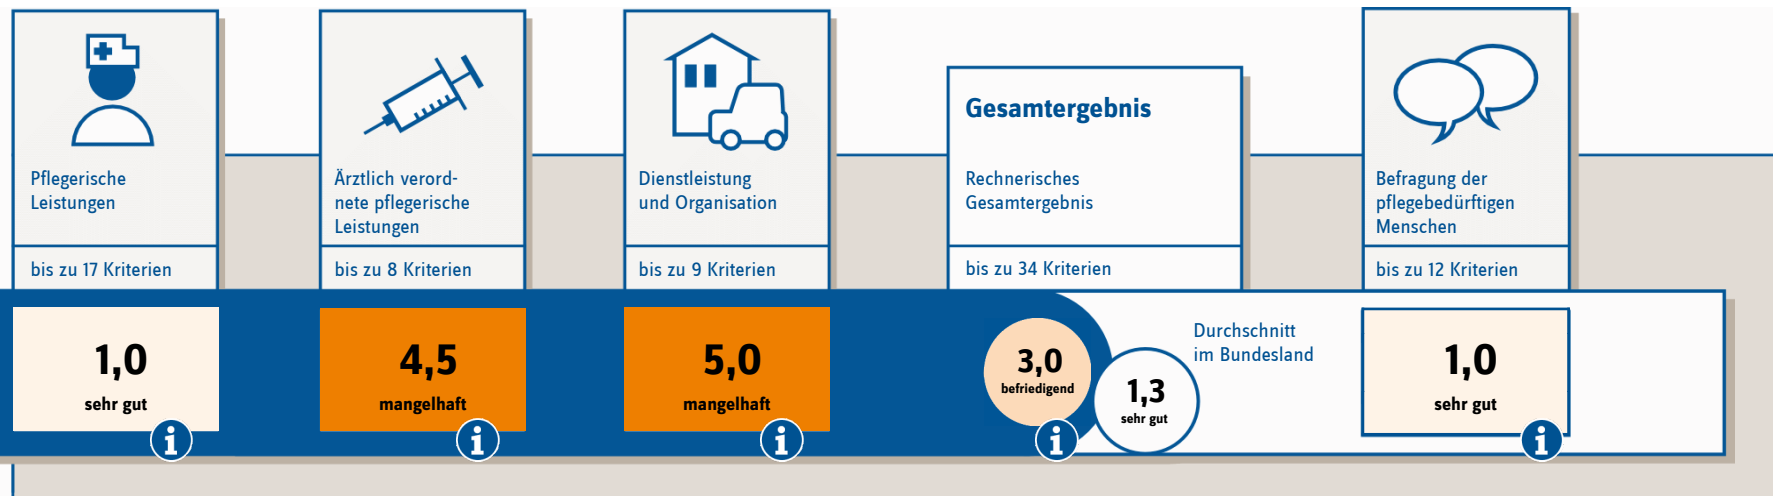 Pflegerische
Leistungen
bis zu 17 Kriterien
1,0
sehr gut
i
Ärztlich verord-
nete pflegerische
Leistungen
bis zu 8 Kriterien
4,5
mangelhaft
i
Dienstleistung
und Organisation
bis zu 9 Kriterien
5,0
mangelhaft
i
Gesamtergebnis
Rechnerisches
Gesamtergebnis
bis zu 34 Kriterien
3,0
befriedigend
i
Durchschnitt
im Bundesland
1,3
sehr gut
Befragung der
pflegebedürftigen
Menschen
bis zu 12 Kriterien
1,0
sehr gut
i